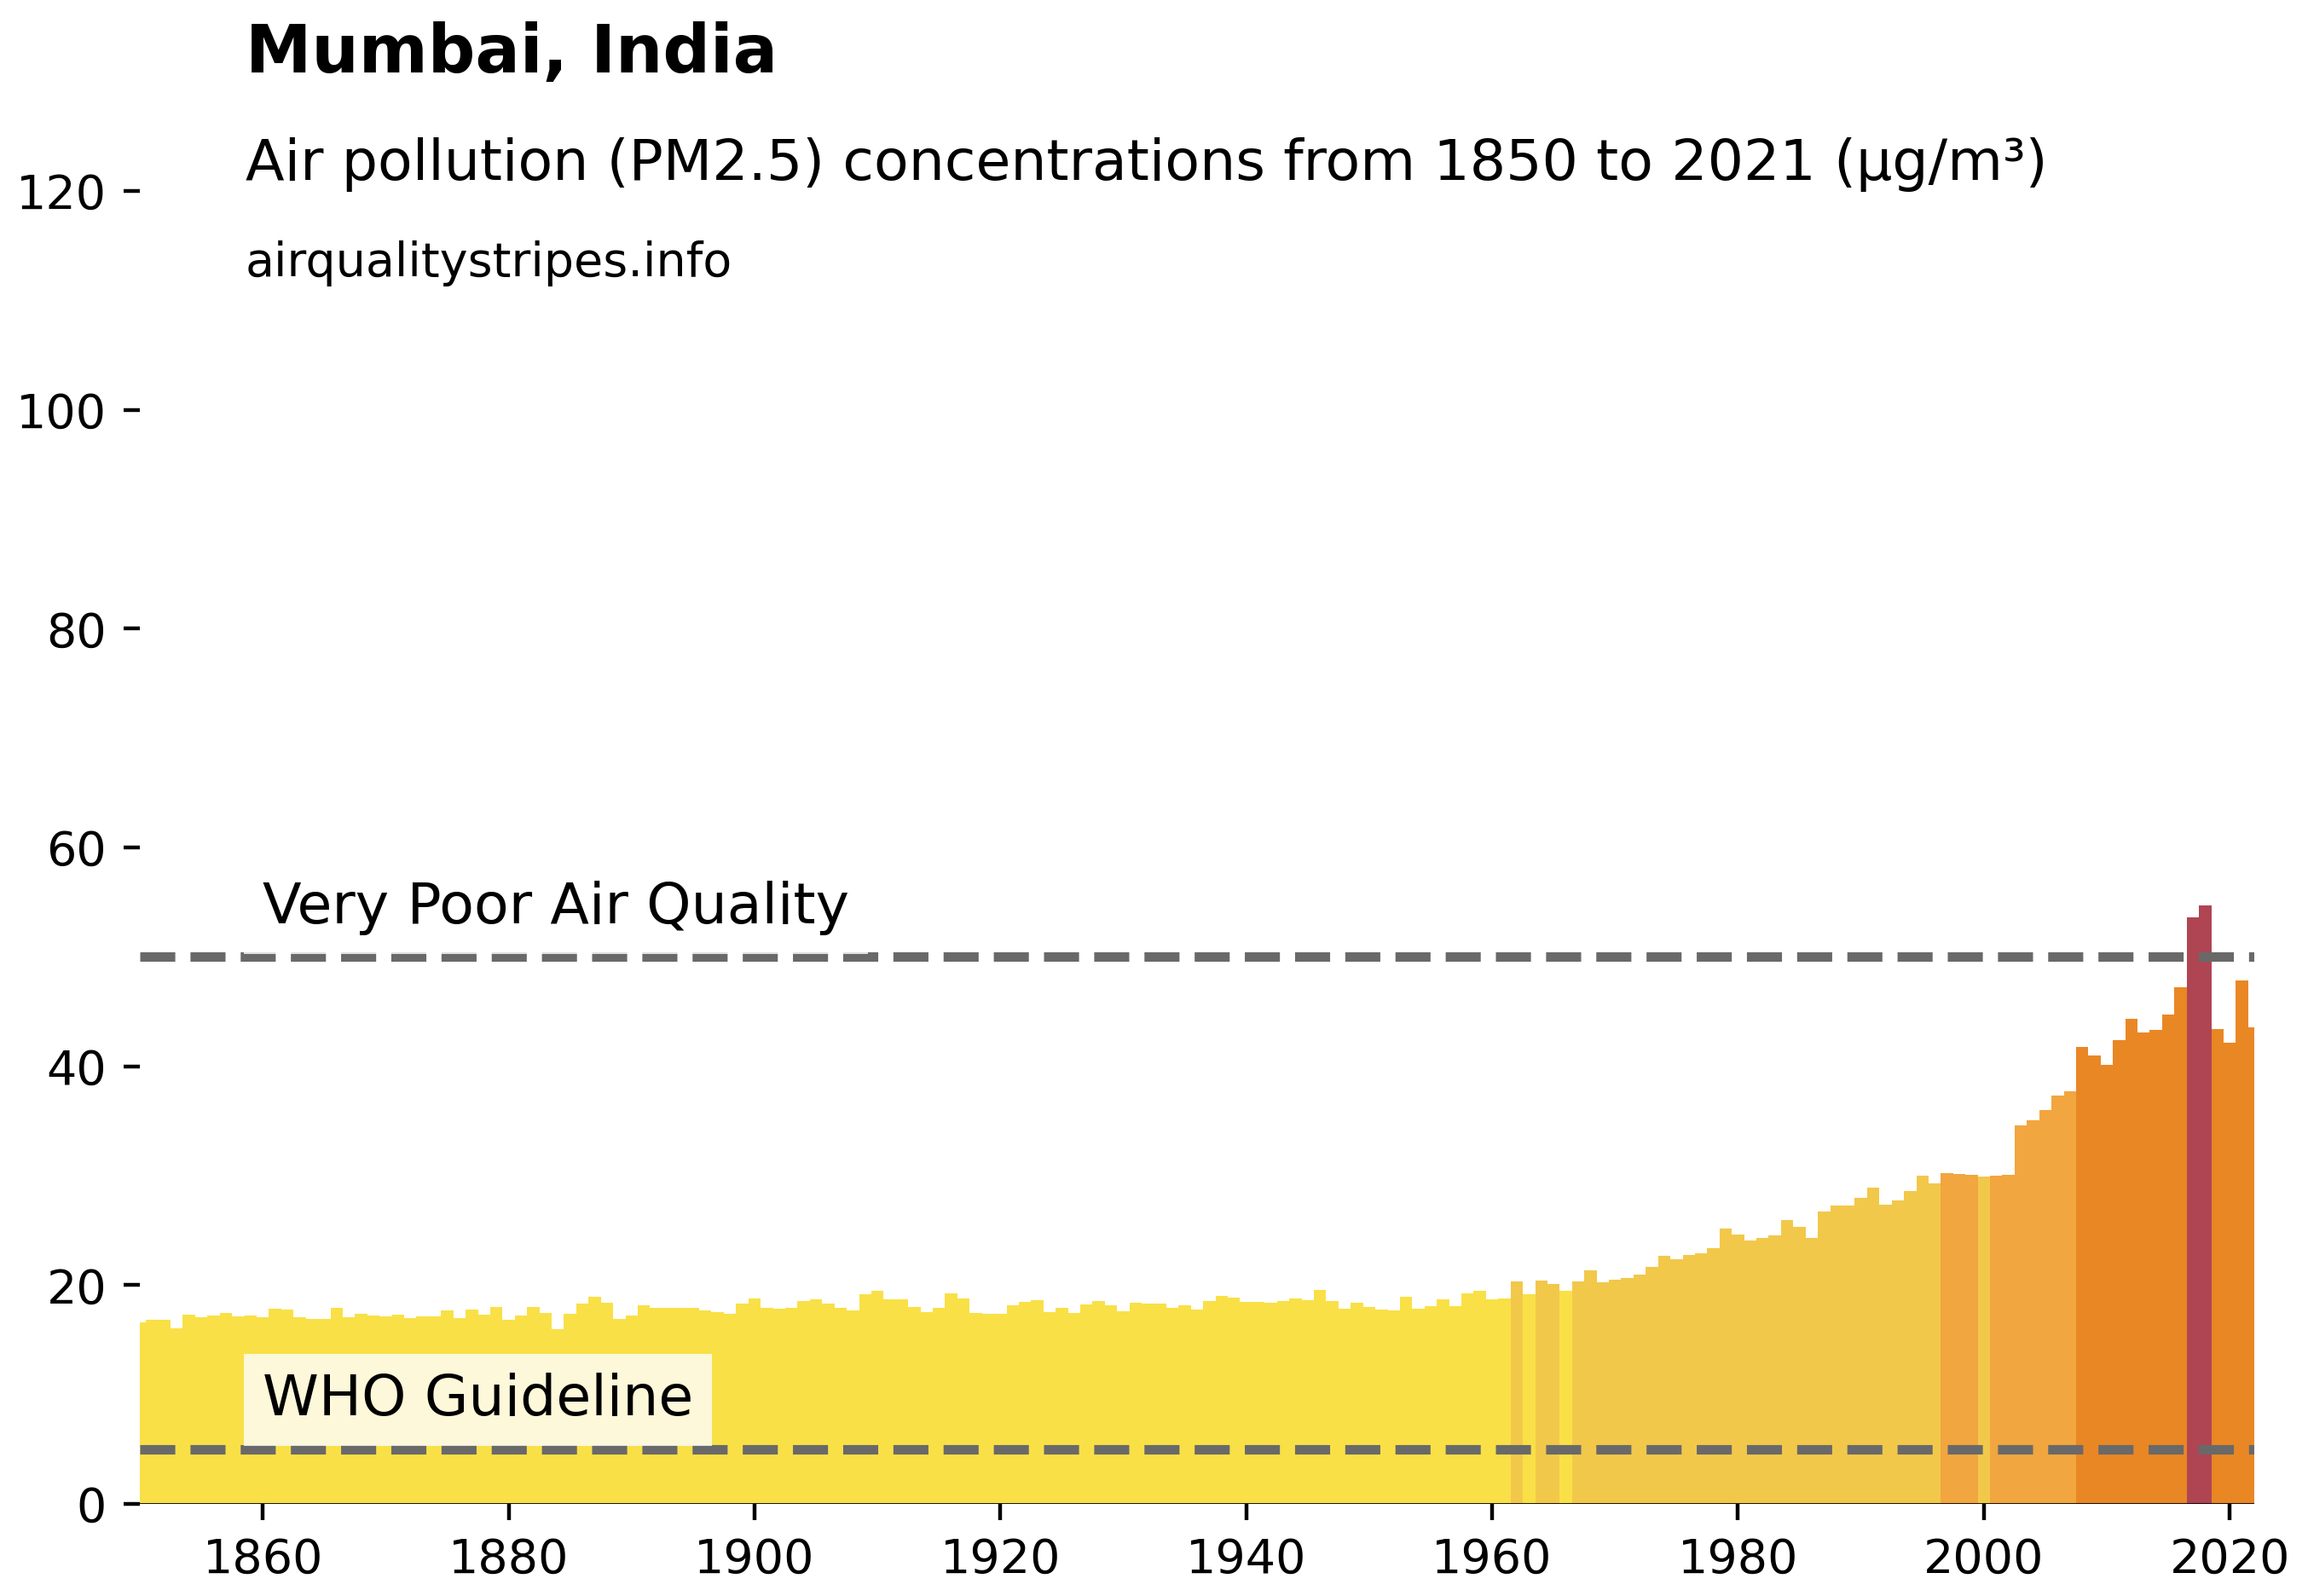 Mumbai, India
Air pollution (PM2.5) concentrations from 1850 to 2021 (μg/m³)
120
airqualitystripes.info
100
80
60
Very Poor Air Quality
40
20
WHO Guideline
0
1860 1880 1900 1920 1940 1960 1980 2000 2020